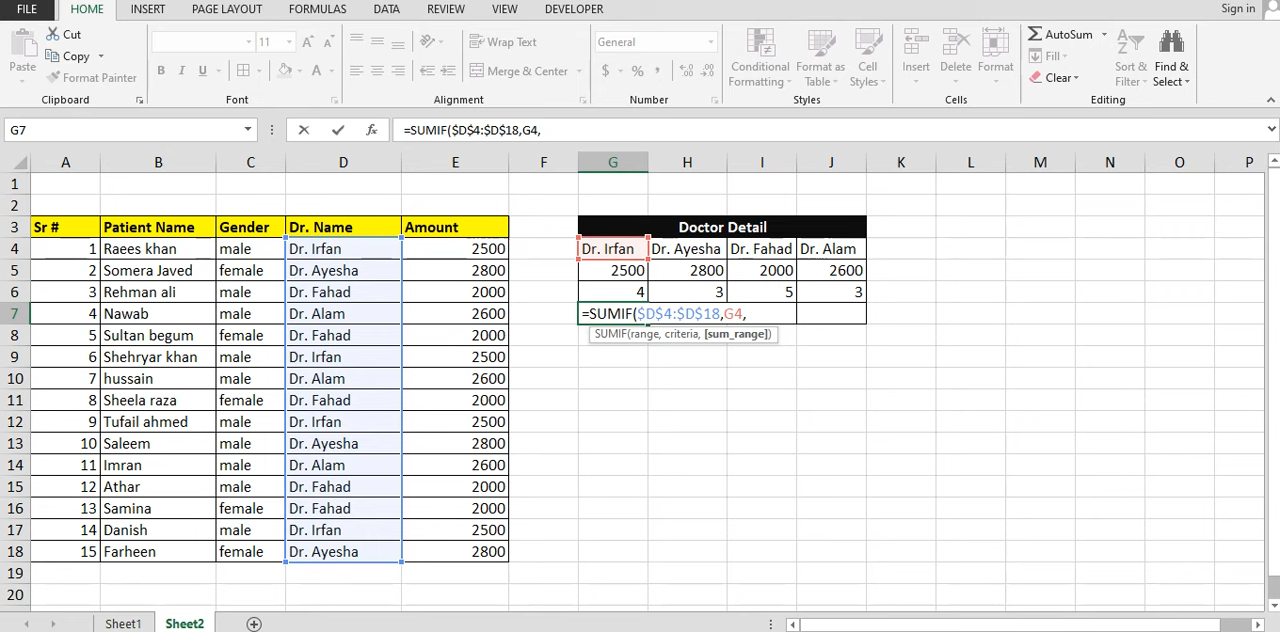 FILE HOME INSERT PAGE LAYOUT FORMULAS DATA REVIEW VIEW DEVELOPER Sign in
Cut
Copy
Format Painter
Paste
11 A A
B I U A
Wrap Text
Merge & Center
General
$ % ,
Conditional Formatting
Format as Table
Cell Styles
Insert Delete Format
AutoSum
Fill
Clear
Sort & Filter
Find & Select
Clipboard Font Alignment Number Styles Cells Editing
G7 fx =SUMIF($D$4:$D$18,G4,
A B C D E F G H I J K L M N O P
1
2
3 Sr # Patient Name Gender Dr. Name Amount Doctor Detail
4 1 Raees khan male Dr. Irfan 2500 Dr. Irfan Dr. Ayesha Dr. Fahad Dr. Alam
5 2 Somera Javed female Dr. Ayesha 2800 2500 2800 2000 2600
6 3 Rehman ali male Dr. Fahad 2000 4 3 5 3
7 4 Nawab male Dr. Alam 2600 =SUMIF($D$4:$D$18,G4,
8 5 Sultan begum female Dr. Fahad 2000 SUMIF(range, criteria, [sum_range])
9 6 Shehryar khan male Dr. Irfan 2500
10 7 hussain male Dr. Alam 2600
11 8 Sheela raza female Dr. Fahad 2000
12 9 Tufail ahmed male Dr. Irfan 2500
13 10 Saleem male Dr. Ayesha 2800
14 11 Imran male Dr. Alam 2600
15 12 Athar male Dr. Fahad 2000
16 13 Samina female Dr. Fahad 2000
17 14 Danish male Dr. Irfan 2500
18 15 Farheen female Dr. Ayesha 2800
19
20
Sheet1 Sheet2